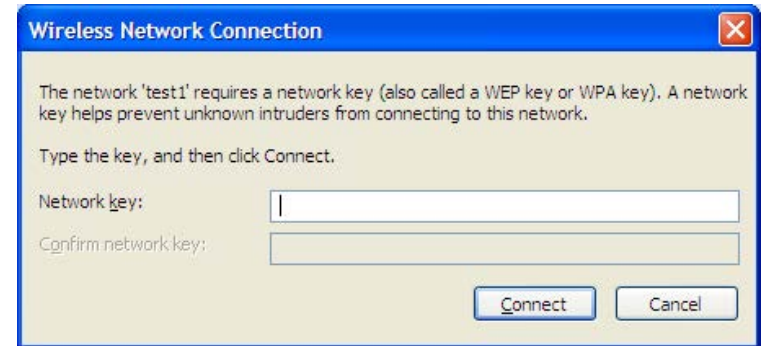 Wireless Network Connection
The network 'test1' requires a network key (also called a WEP key or WPA key). A network
key helps prevent unknown intruders from connecting to this network.
Type the key, and then click Connect.
Network key:
Confirm network key:
Connect Cancel